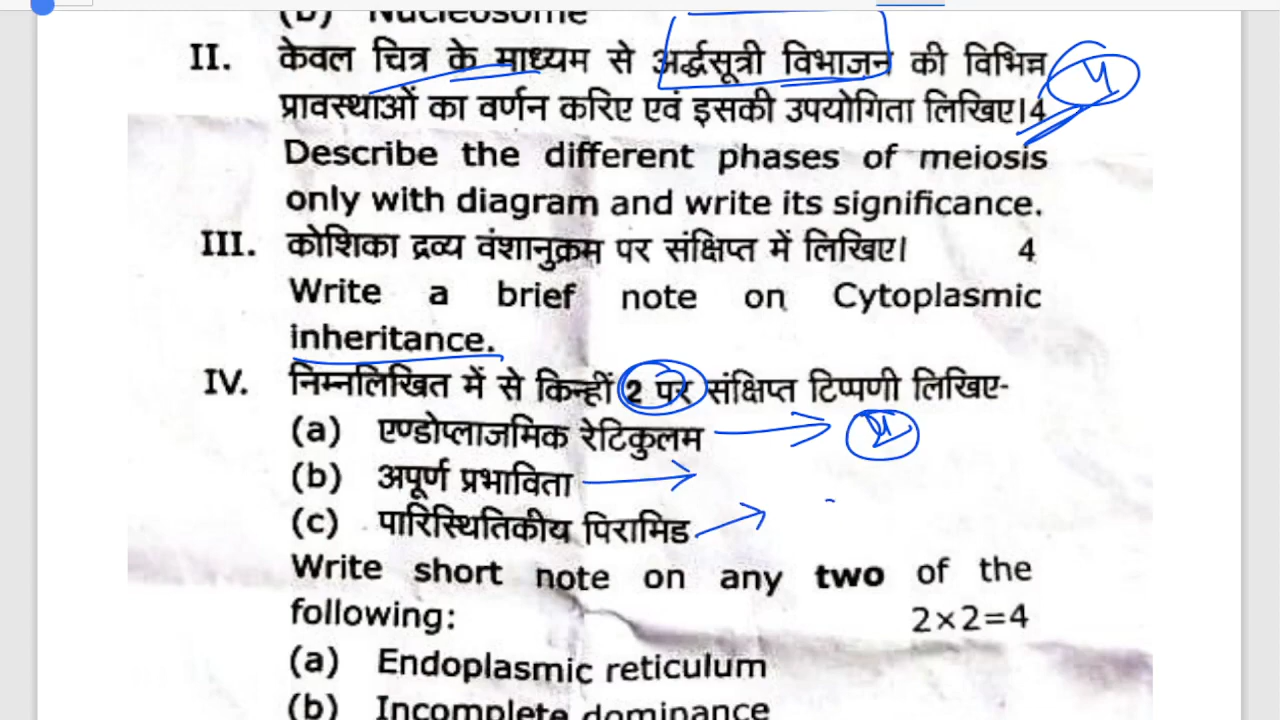 (b) Nucleosome
II. केवल चित्र के माध्यम से अर्द्धसूत्री विभाजन की विभिन्न
प्रावस्थाओं का वर्णन करिए एवं इसकी उपयोगिता लिखिए।4
Describe the different phases of meiosis
only with diagram and write its significance.
III. कोशिका द्रव्य वंशानुक्रम पर संक्षिप्त में लिखिए। 4
Write a brief note on Cytoplasmic
inheritance.
IV. निम्नलिखित में से किन्हीं 2 पर संक्षिप्त टिप्पणी लिखिए-
(a) एण्डोप्लाजमिक रेटिकुलम
(b) अपूर्ण प्रभाविता
(c) पारिस्थितिकीय पिरामिड
Write short note on any two of the
following: 2×2=4
(a) Endoplasmic reticulum
(b) Incomplete dominance